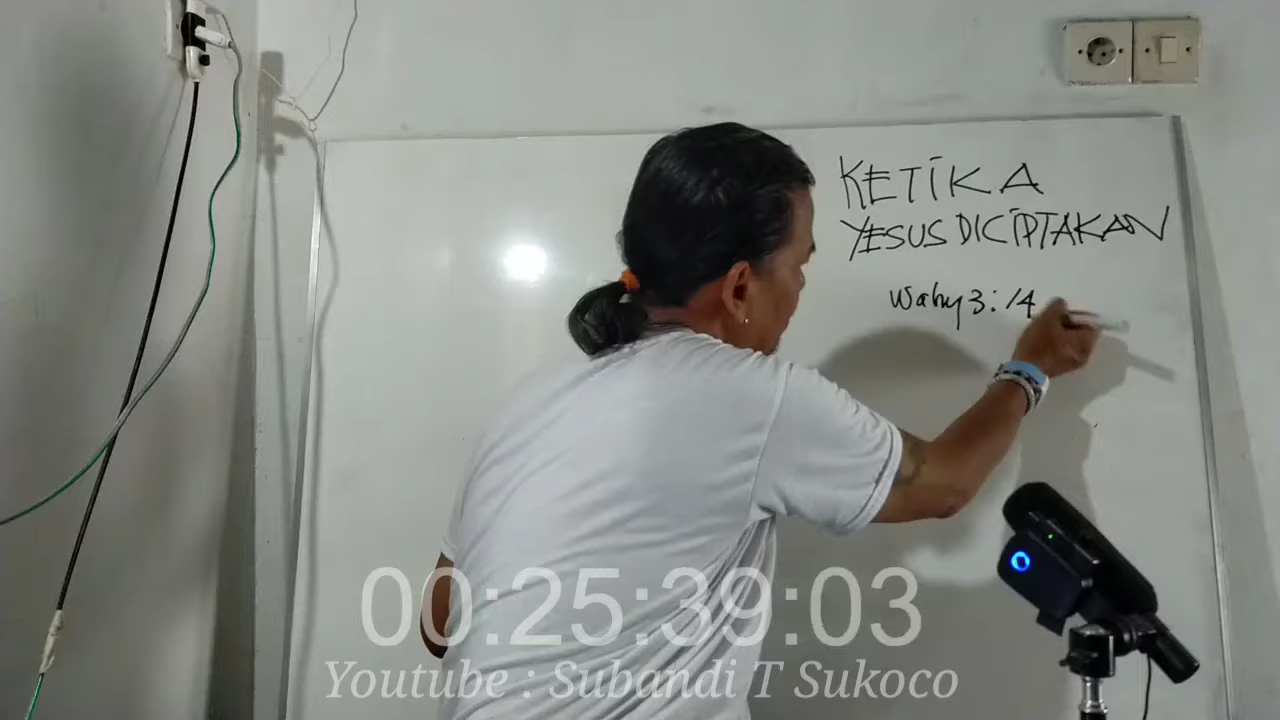 KETIKA
YESUS DICIPTAKAN
Wahy 3:14
00:25:39:03
Youtube : Subandi T Sukoco